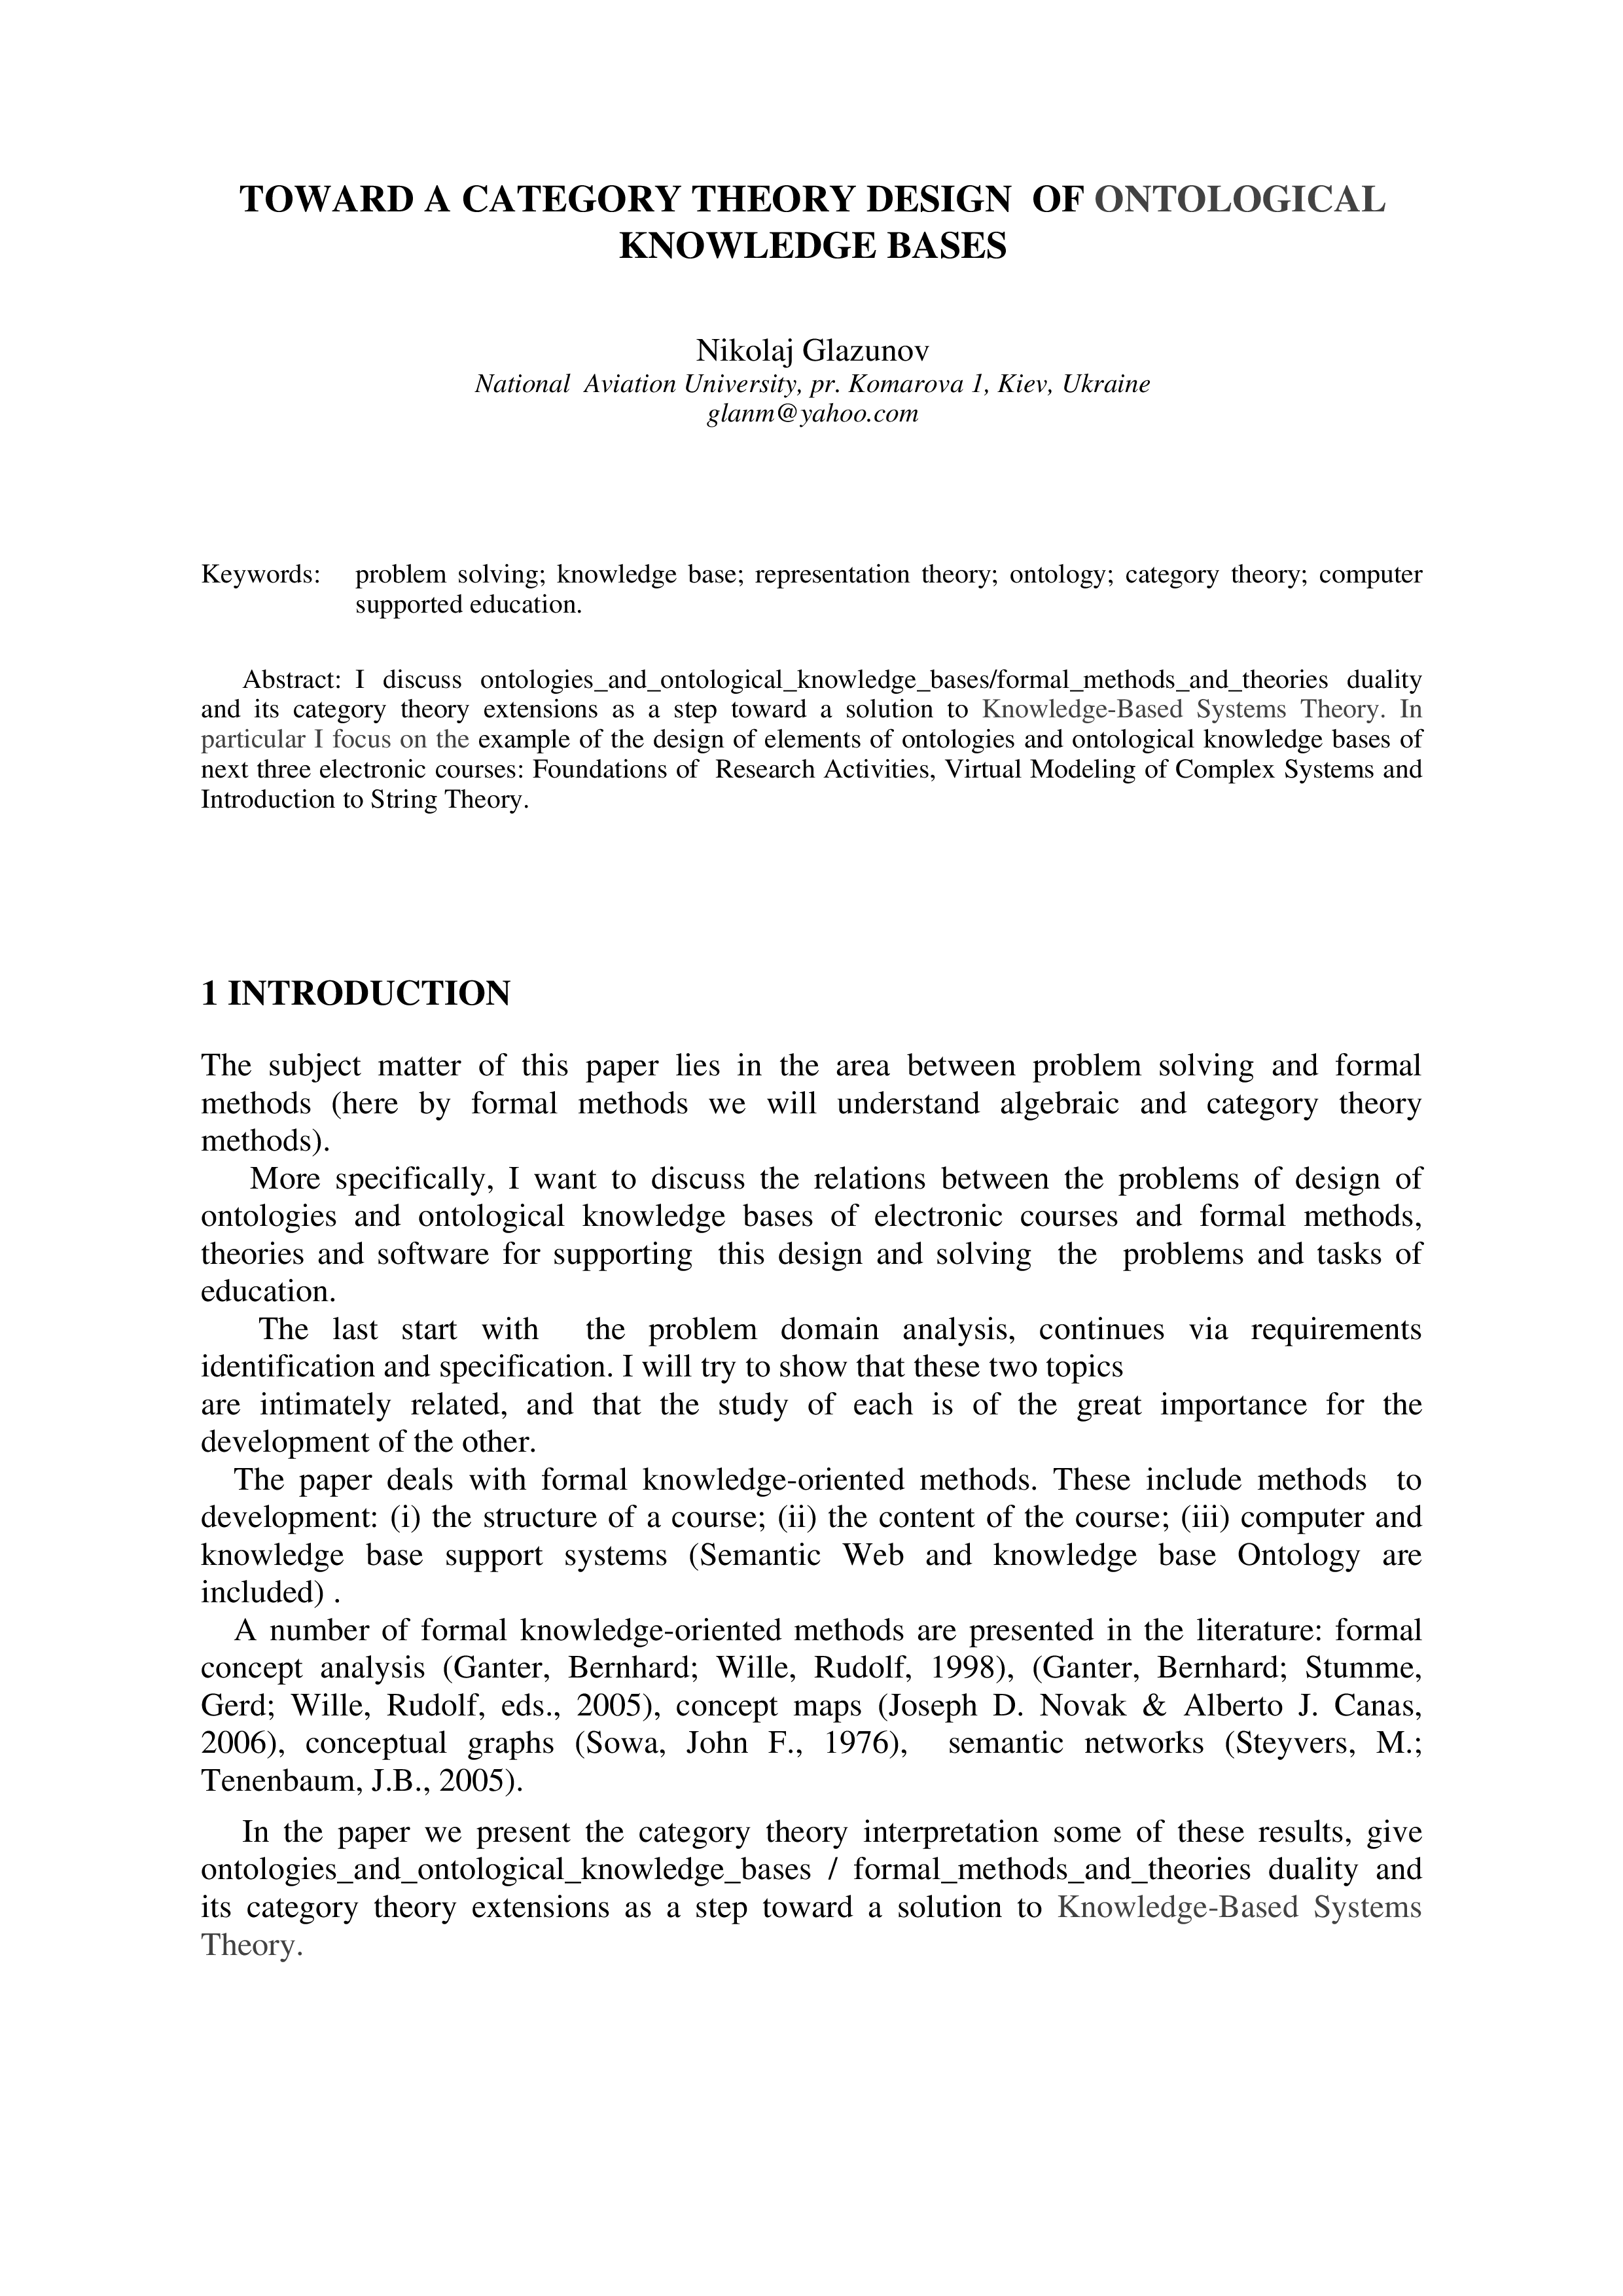 TOWARD A CATEGORY THEORY DESIGN OF ONTOLOGICAL
KNOWLEDGE BASES
Nikolaj Glazunov
National Aviation University, pr. Komarova 1, Kiev, Ukraine
glanm@yahoo.com
Keywords: problem solving; knowledge base; representation theory; ontology; category theory; computer
supported education.
Abstract: I discuss ontologies_and_ontological_knowledge_bases/formal_methods_and_theories duality
and its category theory extensions as a step toward a solution to Knowledge-Based Systems Theory. In
particular I focus on the example of the design of elements of ontologies and ontological knowledge bases of
next three electronic courses: Foundations of Research Activities, Virtual Modeling of Complex Systems and
Introduction to String Theory.
1 INTRODUCTION
The subject matter of this paper lies in the area between problem solving and formal
methods (here by formal methods we will understand algebraic and category theory
methods).
More specifically, I want to discuss the relations between the problems of design of
ontologies and ontological knowledge bases of electronic courses and formal methods,
theories and software for supporting this design and solving the problems and tasks of
education.
The last start with the problem domain analysis, continues via requirements
identification and specification. I will try to show that these two topics
are intimately related, and that the study of each is of the great importance for the
development of the other.
The paper deals with formal knowledge-oriented methods. These include methods to
development: (i) the structure of a course; (ii) the content of the course; (iii) computer and
knowledge base support systems (Semantic Web and knowledge base Ontology are
included) .
A number of formal knowledge-oriented methods are presented in the literature: formal
concept analysis (Ganter, Bernhard; Wille, Rudolf, 1998), (Ganter, Bernhard; Stumme,
Gerd; Wille, Rudolf, eds., 2005), concept maps (Joseph D. Novak & Alberto J. Canas,
2006), conceptual graphs (Sowa, John F., 1976), semantic networks (Steyvers, M.;
Tenenbaum, J.B., 2005).
In the paper we present the category theory interpretation some of these results, give
ontologies_and_ontological_knowledge_bases / formal_methods_and_theories duality and
its category theory extensions as a step toward a solution to Knowledge-Based Systems
Theory.